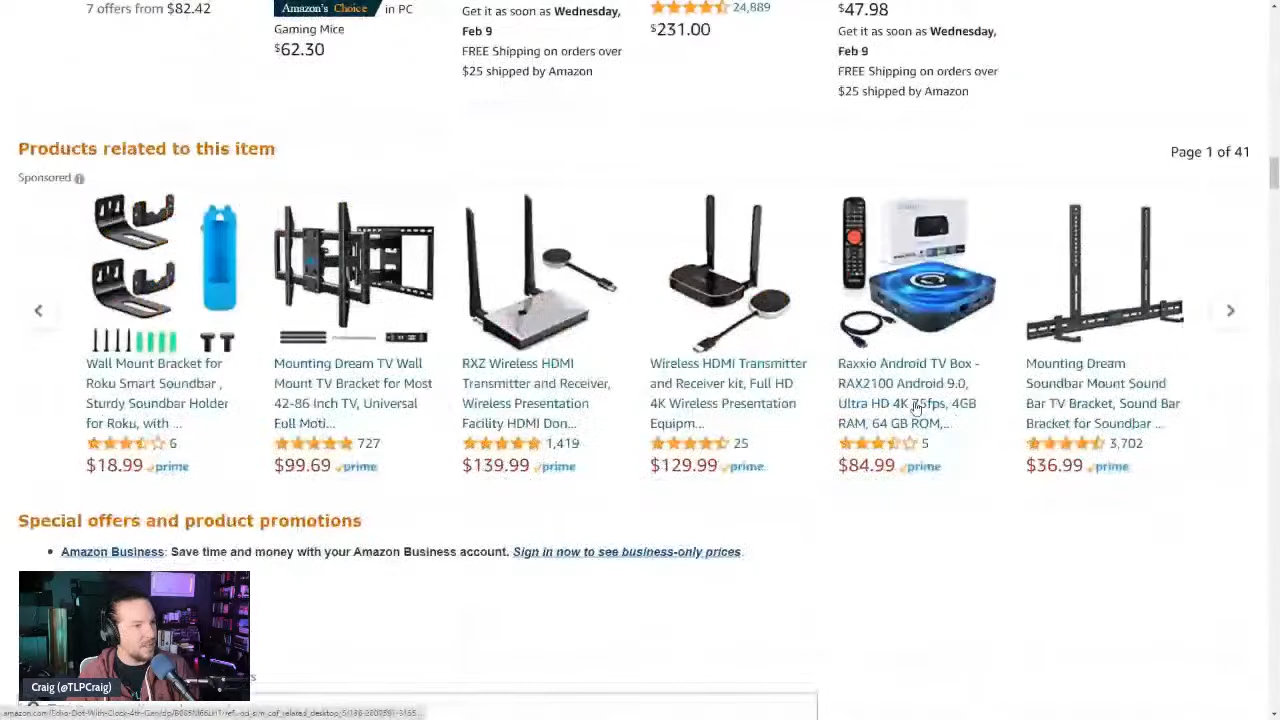 7 offers from $82.42
Amazon's Choice in PC
Gaming Mice
$62.30
Get it as soon as Wednesday,
Feb 9
FREE Shipping on orders over
$25 shipped by Amazon
24,889
$231.00
$47.98
Get it as soon as Wednesday,
Feb 9
FREE Shipping on orders over
$25 shipped by Amazon
Products related to this item
Page 1 of 41
Sponsored
Wall Mount Bracket for
Roku Smart Soundbar ,
Sturdy Soundbar Holder
for Roku, with ...
6
$18.99 prime
Mounting Dream TV Wall
Mount TV Bracket for Most
42-86 Inch TV, Universal
Full Moti...
727
$99.69 prime
RXZ Wireless HDMI
Transmitter and Receiver,
Wireless Presentation
Facility HDMI Don...
1,419
$139.99 prime
Wireless HDMI Transmitter
and Receiver kit, Full HD
4K Wireless Presentation
Equipm...
25
$129.99 prime
Raxxio Android TV Box -
RAX2100 Android 9.0,
Ultra HD 4K 75fps, 4GB
RAM, 64 GB ROM,...
5
$84.99 prime
Mounting Dream
Soundbar Mount Sound
Bar TV Bracket, Sound Bar
Bracket for Soundbar ...
3,702
$36.99 prime
Special offers and product promotions
Amazon Business: Save time and money with your Amazon Business account. Sign in now to see business-only prices.
Craig (@TLPCraig)